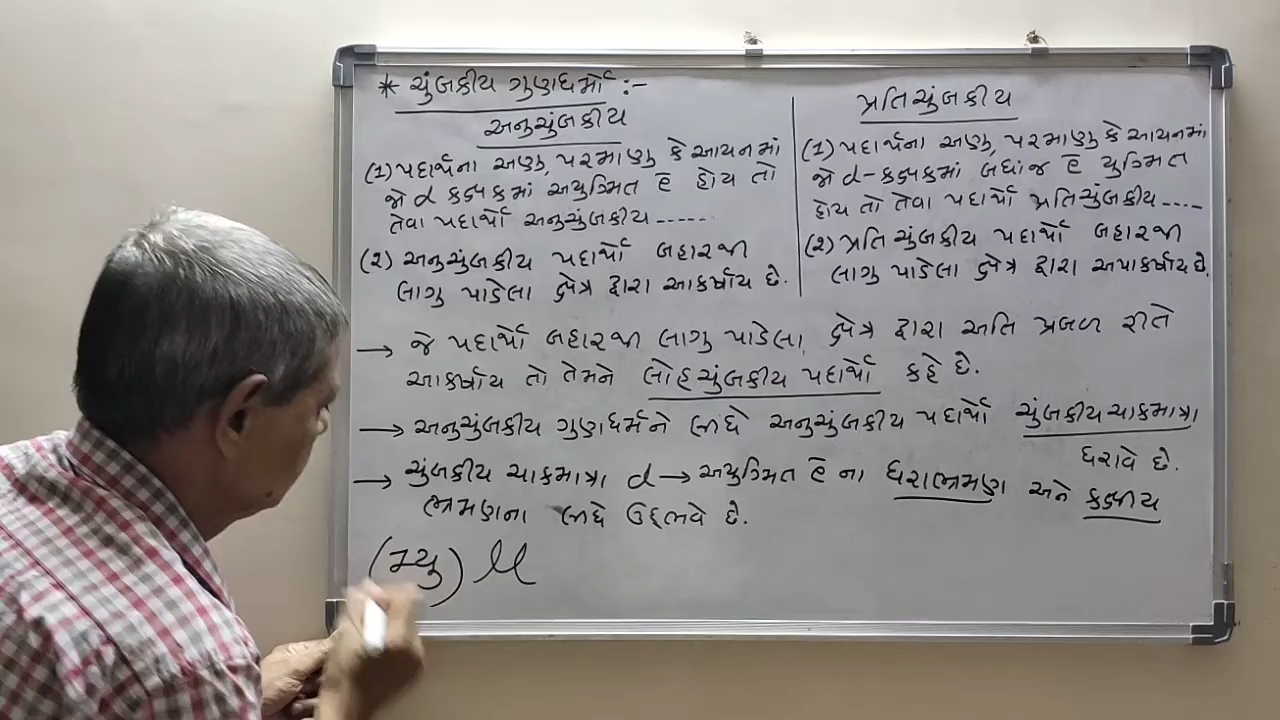 * ચુંબકીય ગુણધર્મો :-
અનુચુંબકીય
(1) પદાર્થના અણુ, પરમાણુ કે આયનમાં
જો d કક્ષકમાં અયુગ્મિત ē હોય તો
તેવા પદાર્થો અનુચુંબકીય ------
(2) અનુચુંબકીય પદાર્થો બહારથી
લાગુ પાડેલા ક્ષેત્ર દ્વારા આકર્ષાય છે.
પ્રતિચુંબકીય
(1) પદાર્થના અણુ, પરમાણુ કે આયનમાં
જો d-કક્ષકમાં બધાંજ ē યુગ્મિત
હોય તો તેવા પદાર્થો પ્રતિચુંબકીય ----
(2) પ્રતિચુંબકીય પદાર્થો બહારથી
લાગુ પાડેલા ક્ષેત્ર દ્વારા અપાકર્ષાય છે.
→ જે પદાર્થો બહારથી લાગુ પાડેલા ક્ષેત્ર દ્વારા અતિ પ્રબળ રીતે
આકર્ષાય તો તેમને લોહચુંબકીય પદાર્થો કહે છે.
→ અનુચુંબકીય ગુણધર્મને લીધે અનુચુંબકીય પદાર્થો ચુંબકીયચાકમાત્રા
ધરાવે છે.
→ ચુંબકીય ચાકમાત્રા d → અયુગ્મિત ē ના ધરાભ્રમણ અને કક્ષીય
ભ્રમણના લીધે ઉદ્દભવે છે.
(મ્યુ) μ